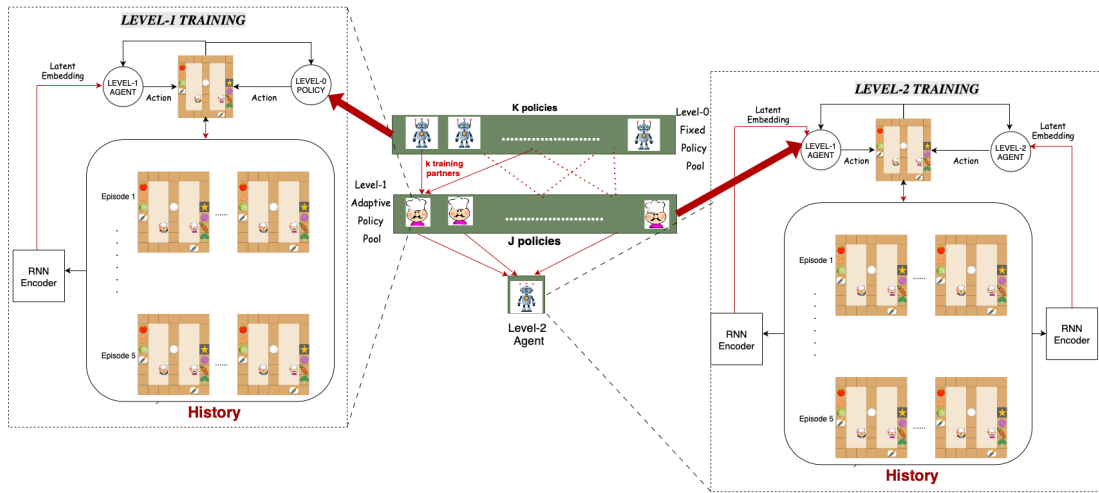 LEVEL-1 TRAINING
Latent
Embedding
LEVEL-1
AGENT
Action
Action
LEVEL-0
POLICY
Episode 1
......
RNN
Encoder
Episode 5
......
History
K policies
..........................
Level-0
Fixed
Policy
Pool
k training
partners
Level-1
Adaptive
Policy
Pool
..........................
J policies
Level-2
Agent
LEVEL-2 TRAINING
Latent
Embedding
LEVEL-1
AGENT
Action
Action
LEVEL-2
AGENT
Latent
Embedding
Episode 1
......
RNN
Encoder
RNN
Encoder
Episode 5
......
History